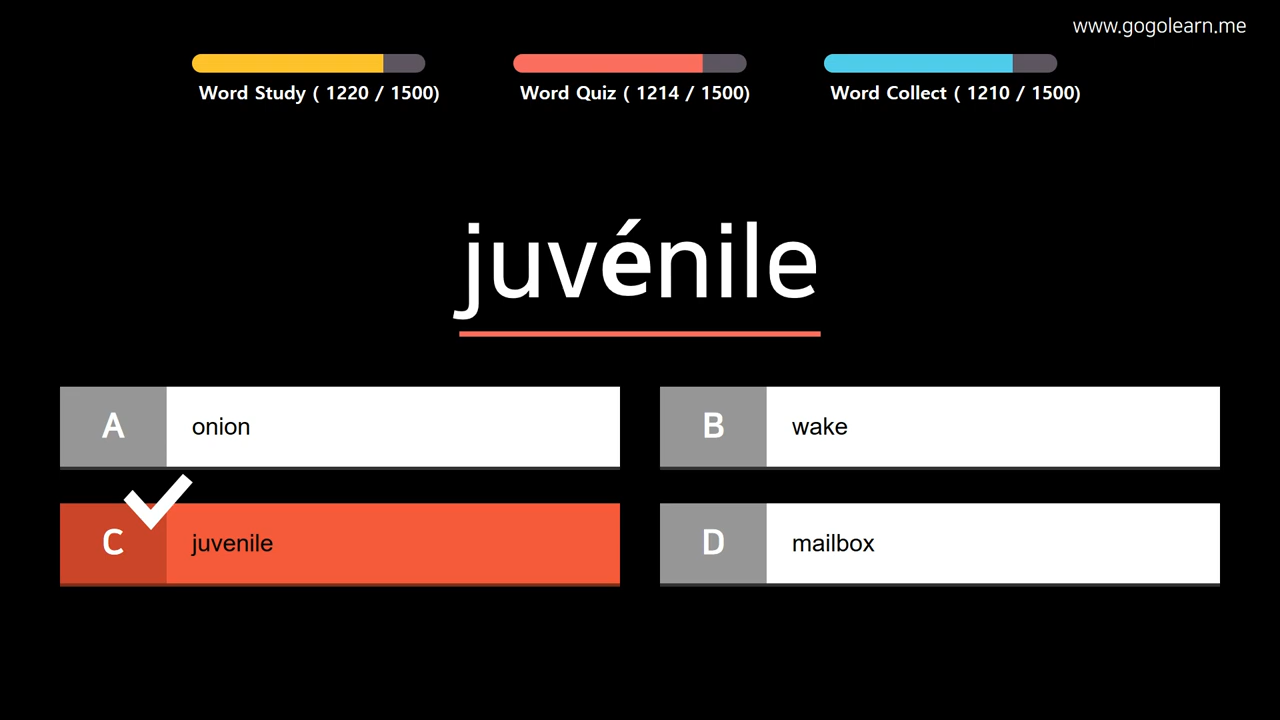 www.gogolearn.me
Word Study ( 1220 / 1500)
Word Quiz ( 1214 / 1500)
Word Collect ( 1210 / 1500)
juvénile
A onion
B wake
C juvenile
D mailbox